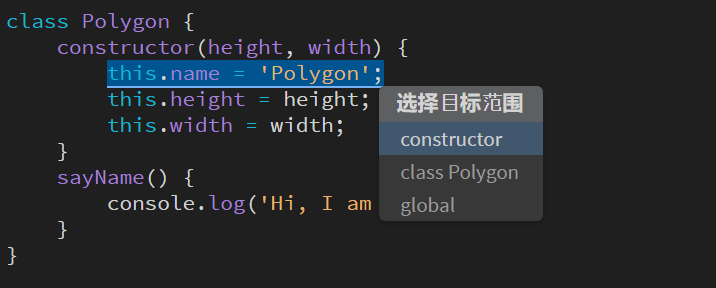 class Polygon {
constructor(height, width) {
this.name = 'Polygon';
this.height = height;
this.width = width;
}
sayName() {
console.log('Hi, I am
}
}
选择目标范围
constructor
class Polygon
global